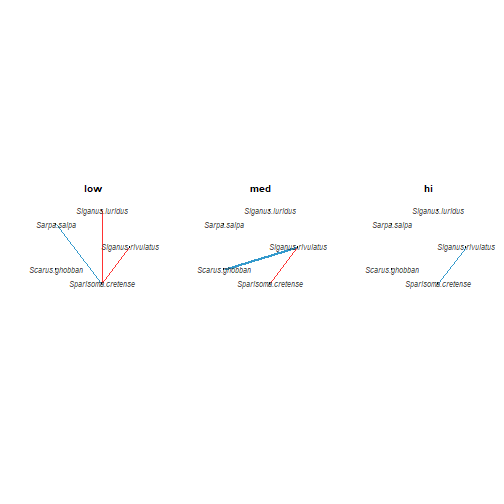 low med hi
Siganus luridus Siganus luridus Siganus luridus
Sarpa salpa Sarpa salpa Sarpa salpa
Siganus rivulatus Siganus rivulatus Siganus rivulatus
Scarus ghobban Scarus ghobban Scarus ghobban
Sparisoma cretense Sparisoma cretense Sparisoma cretense